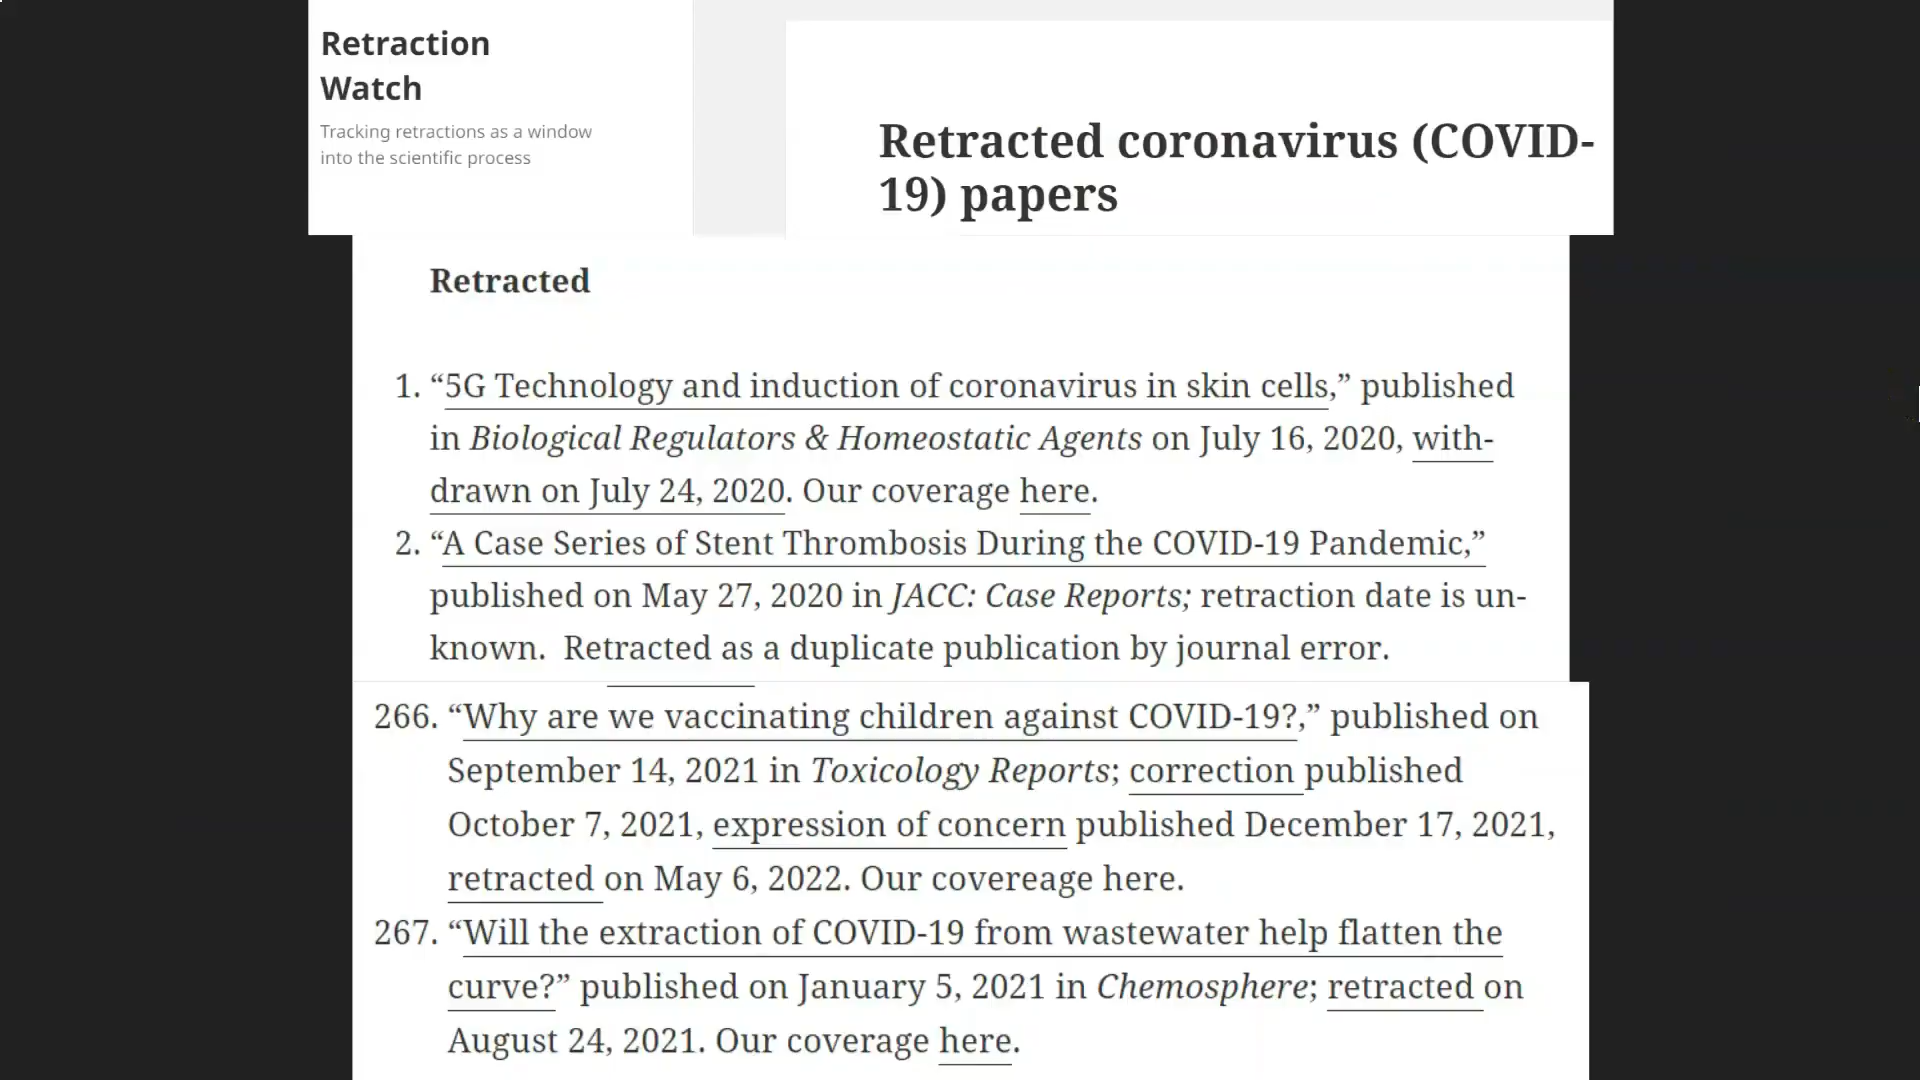 Retraction
Watch
Tracking retractions as a window
into the scientific process
Retracted coronavirus (COVID-
19) papers
Retracted
1. “5G Technology and induction of coronavirus in skin cells,” published
in Biological Regulators & Homeostatic Agents on July 16, 2020, with-
drawn on July 24, 2020. Our coverage here.
2. “A Case Series of Stent Thrombosis During the COVID-19 Pandemic,”
published on May 27, 2020 in JACC: Case Reports; retraction date is un-
known.  Retracted as a duplicate publication by journal error.
266. “Why are we vaccinating children against COVID-19?,” published on
September 14, 2021 in Toxicology Reports; correction published
October 7, 2021, expression of concern published December 17, 2021,
retracted on May 6, 2022. Our covereage here.
267. “Will the extraction of COVID-19 from wastewater help flatten the
curve?” published on January 5, 2021 in Chemosphere; retracted on
August 24, 2021. Our coverage here.